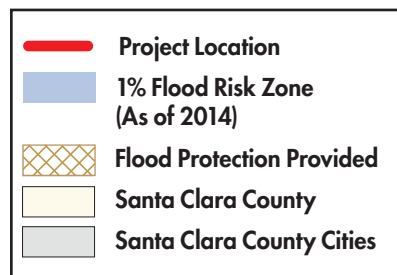 Project Location
1% Flood Risk Zone
(As of 2014)
Flood Protection Provided
Santa Clara County
Santa Clara County Cities